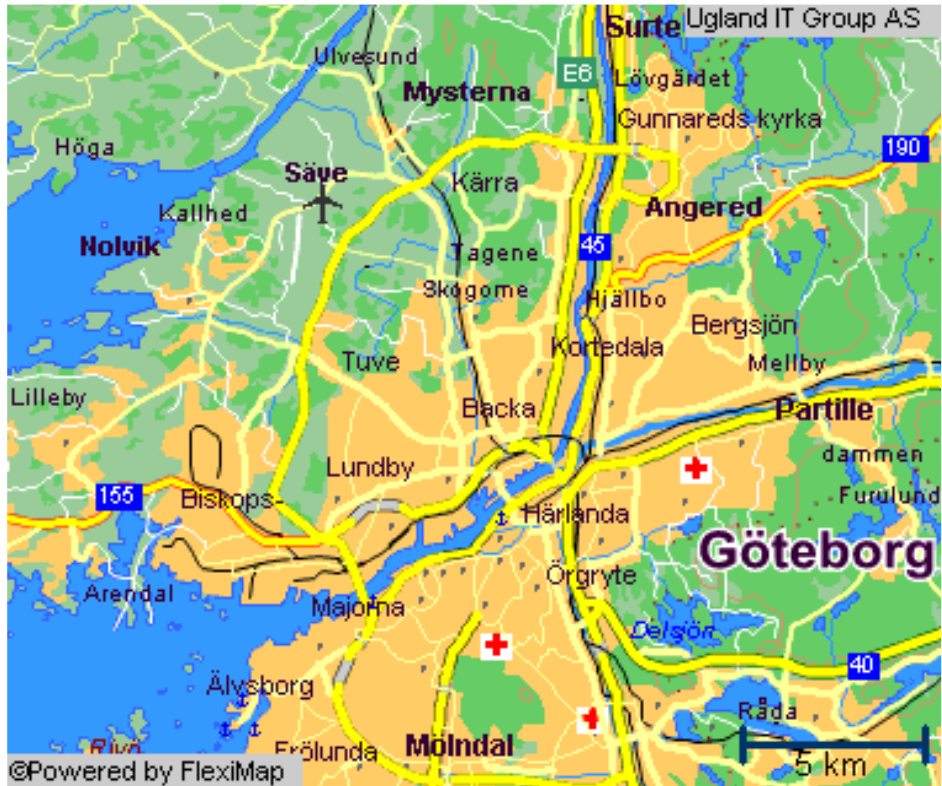 Surte
Ugland IT Group AS
Ulvesund
E6
Lövgärdet
Mysterna
Gunnareds kyrka
Höga
190
Säve
Kärra
Kallhed
Angered
Nolvik
Tagene
45
Skogome
Hjällbo
Bergsjön
Tuve
Kortedala
Mellby
Lilleby
Backa
Partille
Lundby
dammen
155
Biskops-
Furulund
Härlanda
Göteborg
Örgryte
Arendal
Majorna
Delsjön
40
Älvsborg
Råda
Rivö
Frölunda
Mölndal
5 km
©Powered by FlexiMap